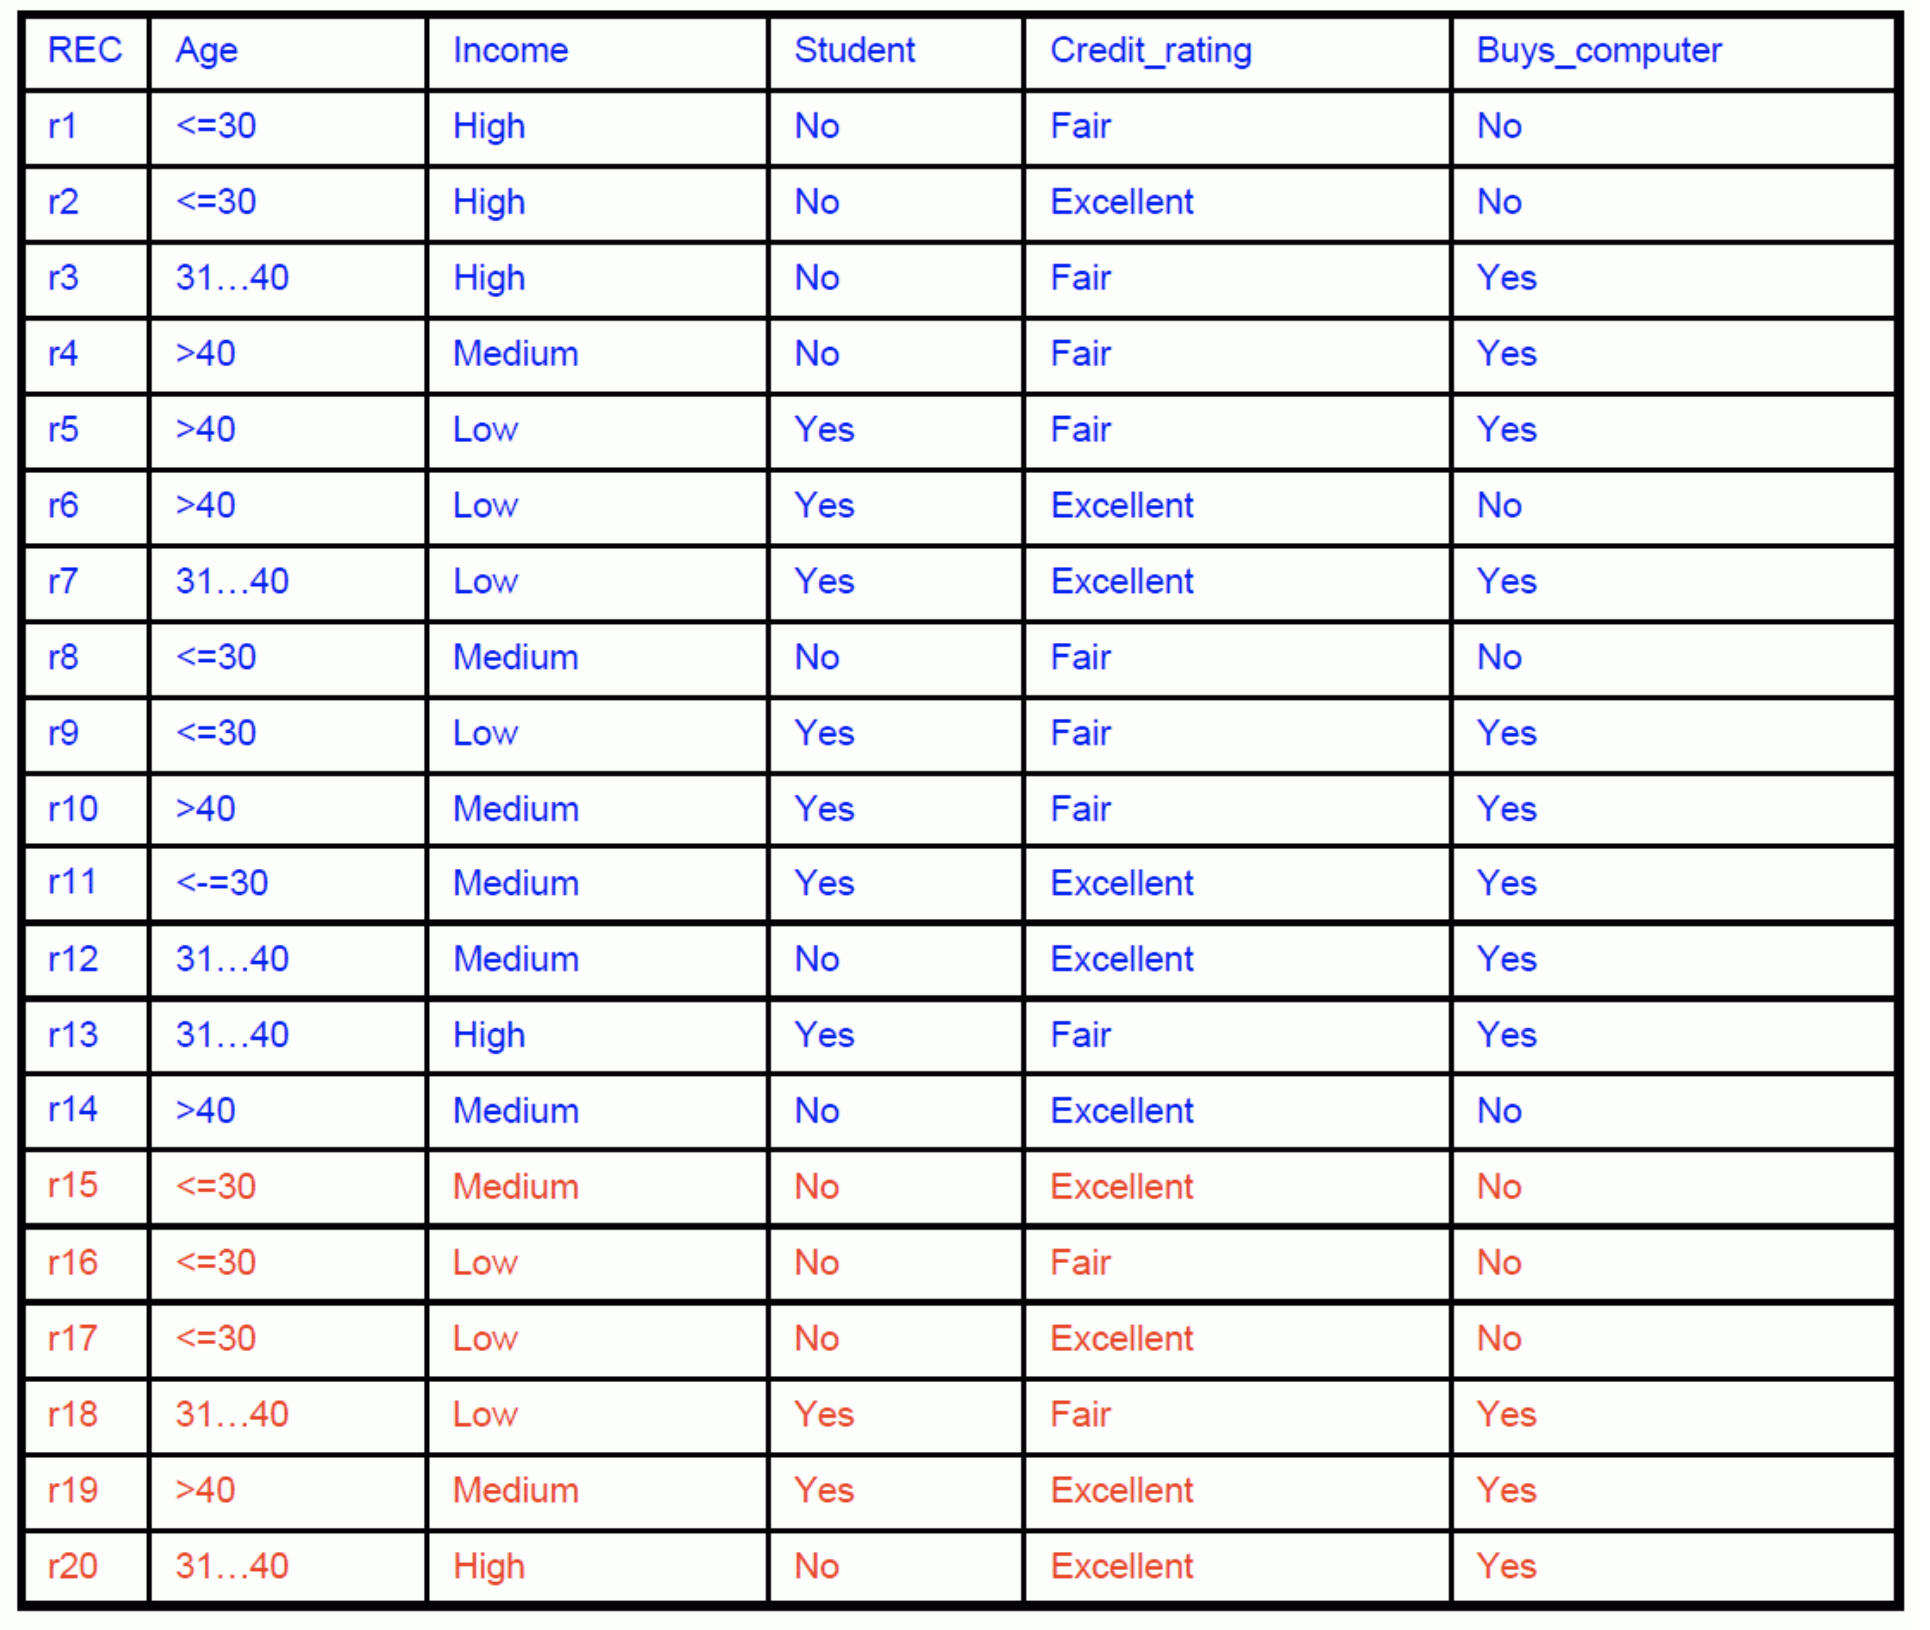 REC Age Income Student Credit_rating Buys_computer
r1 <=30 High No Fair No
r2 <=30 High No Excellent No
r3 31…40 High No Fair Yes
r4 >40 Medium No Fair Yes
r5 >40 Low Yes Fair Yes
r6 >40 Low Yes Excellent No
r7 31…40 Low Yes Excellent Yes
r8 <=30 Medium No Fair No
r9 <=30 Low Yes Fair Yes
r10 >40 Medium Yes Fair Yes
r11 <-=30 Medium Yes Excellent Yes
r12 31…40 Medium No Excellent Yes
r13 31…40 High Yes Fair Yes
r14 >40 Medium No Excellent No
r15 <=30 Medium No Excellent No
r16 <=30 Low No Fair No
r17 <=30 Low No Excellent No
r18 31…40 Low Yes Fair Yes
r19 >40 Medium Yes Excellent Yes
r20 31…40 High No Excellent Yes